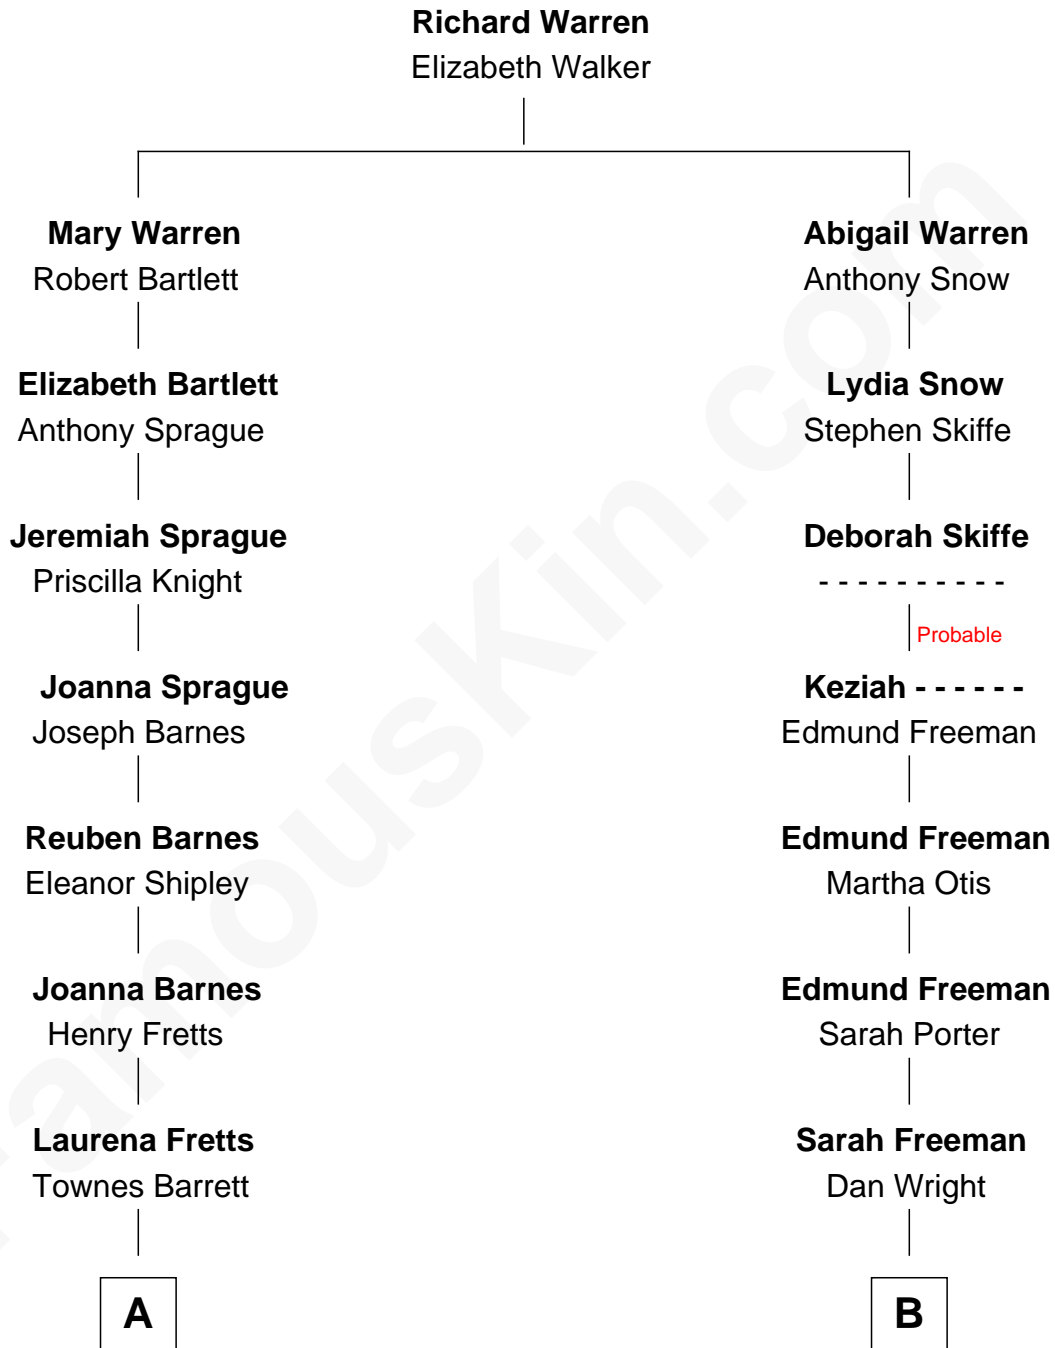 Richard Warren
Elizabeth Walker
Mary Warren
Robert Bartlett
Abigail Warren
Anthony Snow
Elizabeth Bartlett
Anthony Sprague
Lydia Snow
Stephen Skiffe
Jeremiah Sprague
Priscilla Knight
Deborah Skiffe
- - - - - - - - - -
Probable
Joanna Sprague
Joseph Barnes
Keziah - - - - - -
Edmund Freeman
Reuben Barnes
Eleanor Shipley
Edmund Freeman
Martha Otis
Joanna Barnes
Henry Fretts
Edmund Freeman
Sarah Porter
Laurena Fretts
Townes Barrett
Sarah Freeman
Dan Wright
A
B
FamousKin.com